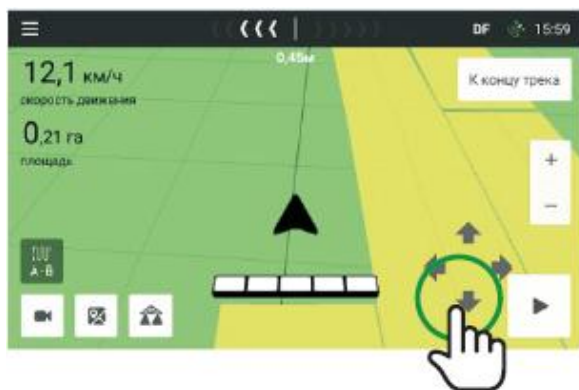 DF 15:59
0,45м
12,1 км/ч
скорость движения
К концу трека
0,21 га
площадь
+
−
A-B